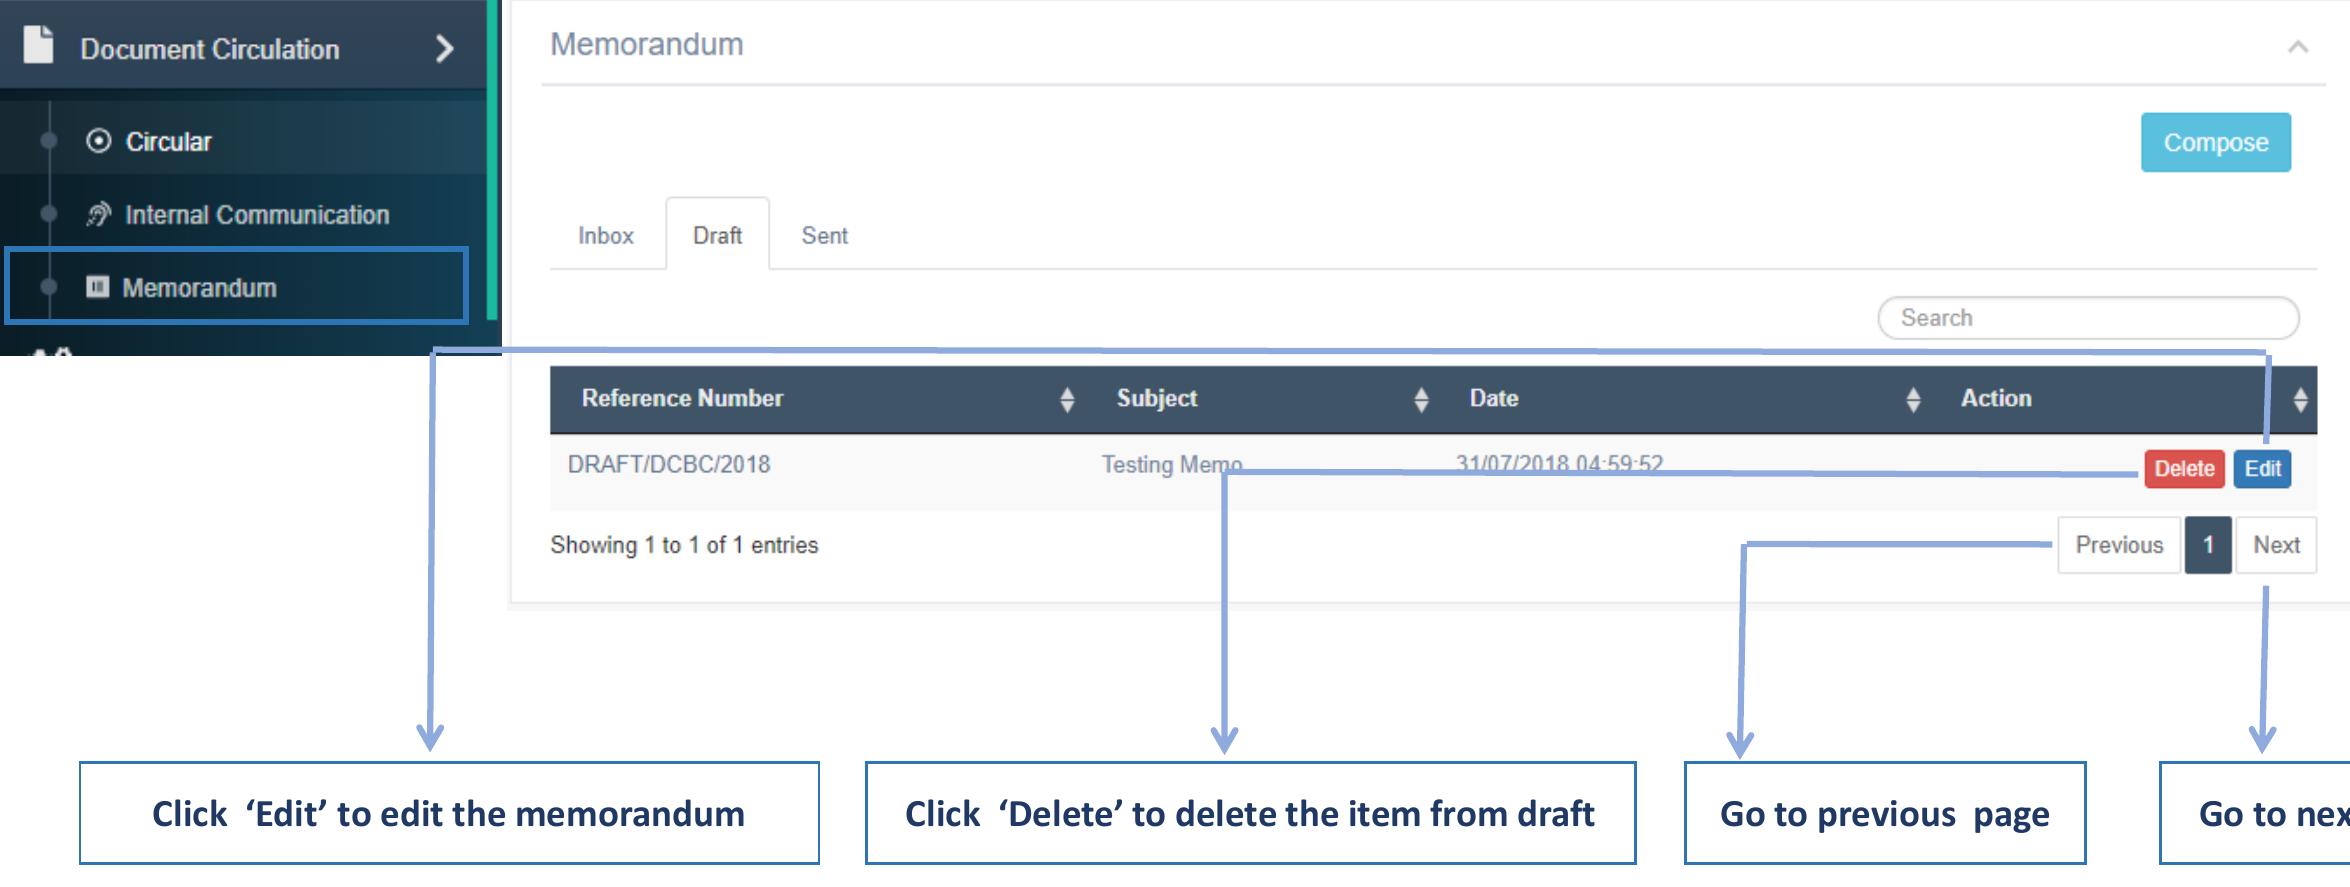 Document Circulation
Circular
Internal Communication
Memorandum
Memorandum
Compose
Inbox Draft Sent
Search
Reference Number Subject Date Action
DRAFT/DCBC/2018 Testing Memo 31/07/2018 04:59:52 Delete Edit
Showing 1 to 1 of 1 entries Previous 1 Next
Click ‘Edit’ to edit the memorandum
Click ‘Delete’ to delete the item from draft
Go to previous page
Go to nex